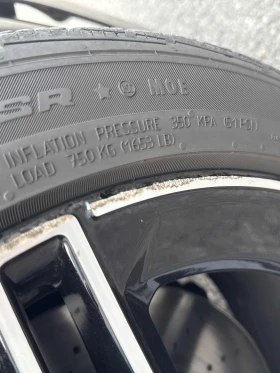 SR ★ MOE
INFLATION PRESSURE 350 KPA (51 PSI)
LOAD 750 KG (1653 LB)